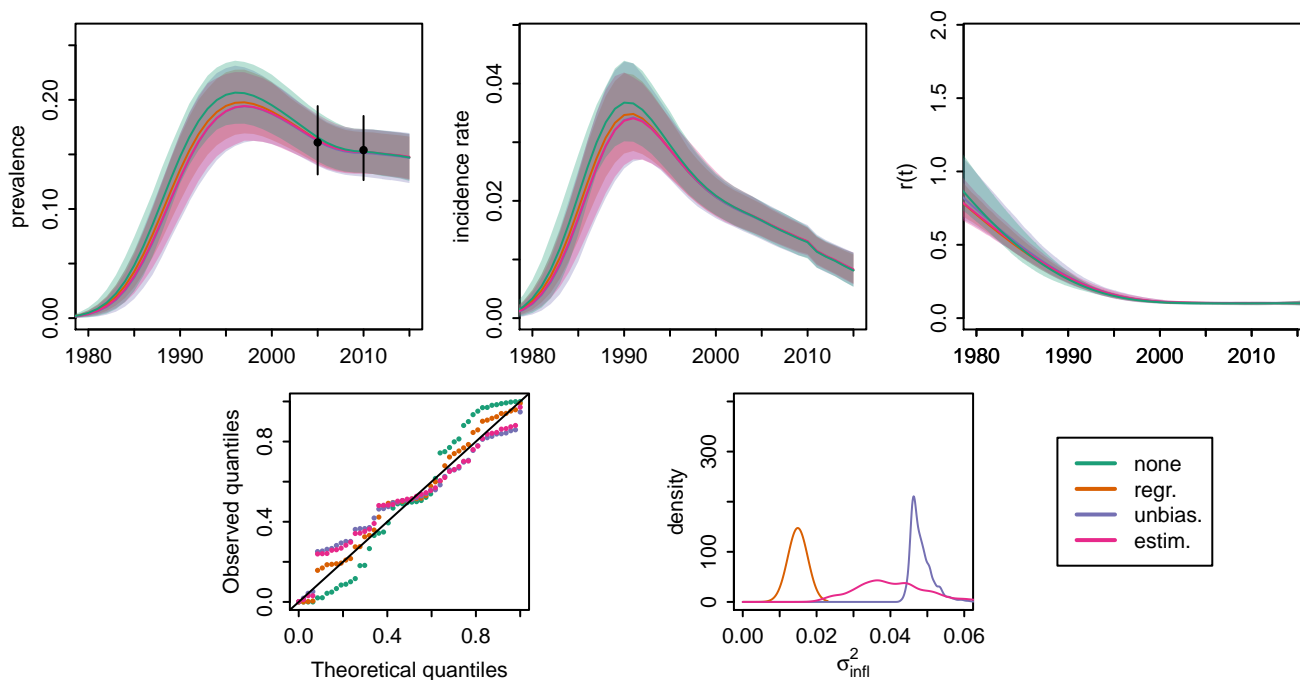 prevalence
0.00 0.10 0.20
1980 1990 2000 2010
incidence rate
0.00 0.02 0.04
1980 1990 2000 2010
r(t)
0.0 0.5 1.0 1.5 2.0
1980 1990 2000 2010
Observed quantiles
0.0 0.4 0.8
0.0 0.4 0.8
Theoretical quantiles
density
0 100 300
0.00 0.02 0.04 0.06
σ²infl
none
regr.
unbias.
estim.